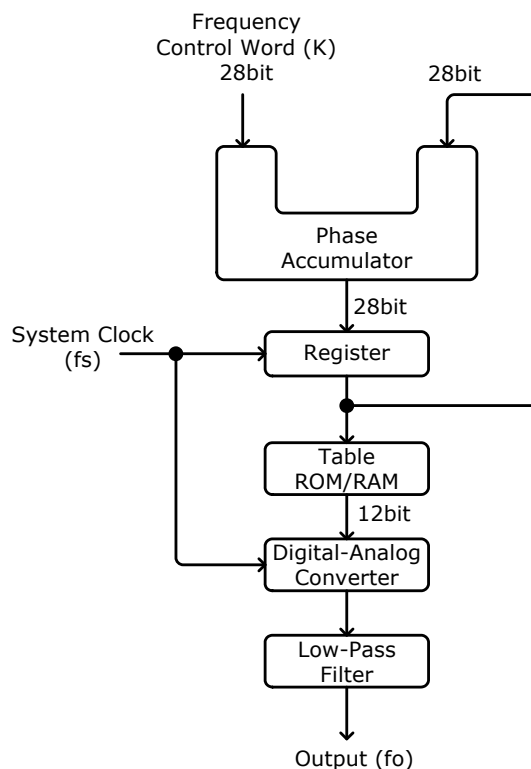 Frequency
Control Word (K)
28bit
28bit
Phase
Accumulator
28bit
System Clock
(fs)
Register
Table
ROM/RAM
12bit
Digital-Analog
Converter
Low-Pass
Filter
Output (fo)